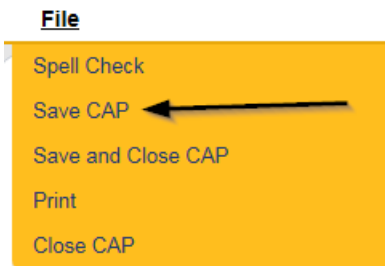 File
Spell Check
Save CAP
Save and Close CAP
Print
Close CAP